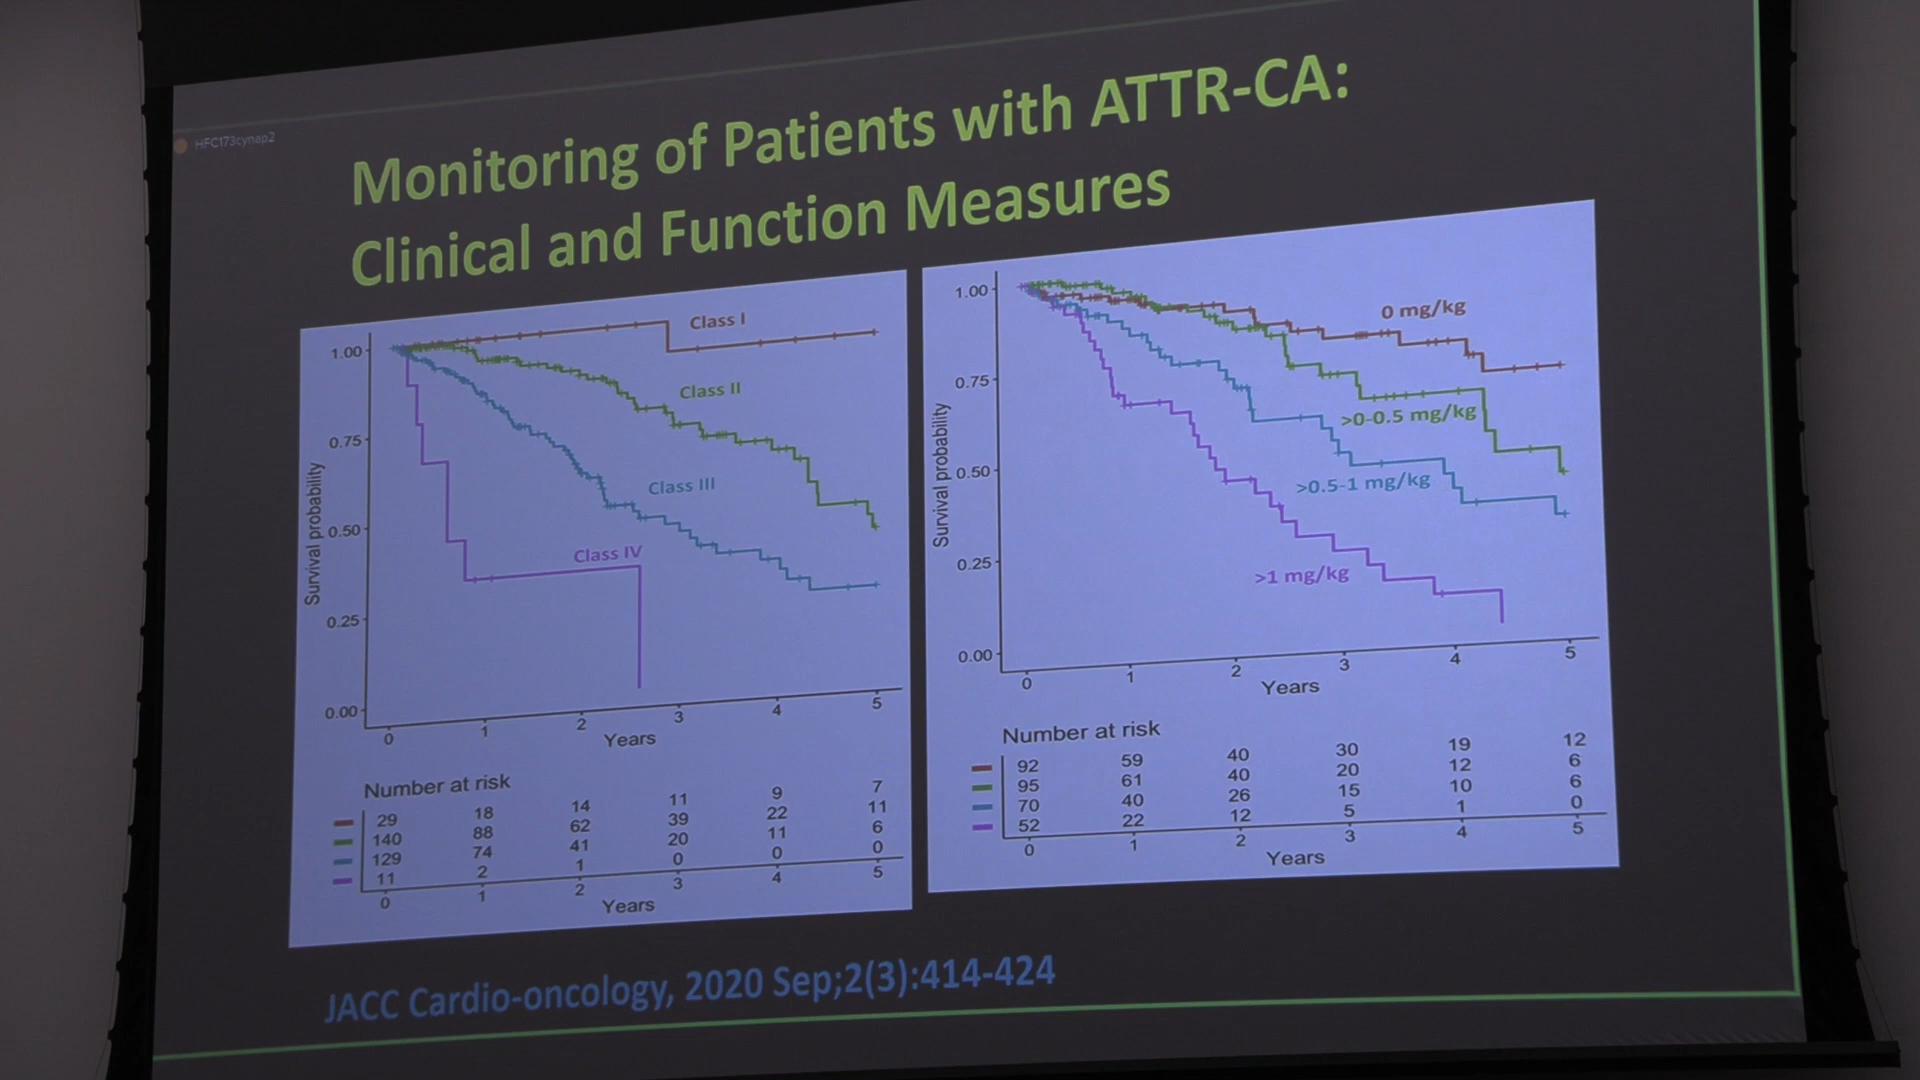 HFC173cynap2
Monitoring of Patients with ATTR-CA:
Clinical and Function Measures
Class I
Class II
Class III
Class IV
Survival probability
1.00
0.75
0.50
0.25
0.00
0 1 2 3 4 5
Years
Number at risk
29 18 14 11 9 7
140 88 62 39 22 11
129 74 41 20 11 6
11 2 1 0 0 0
0 1 2 3 4 5
Years
0 mg/kg
>0-0.5 mg/kg
>0.5-1 mg/kg
>1 mg/kg
Survival probability
1.00
0.75
0.50
0.25
0.00
0 1 2 3 4 5
Years
Number at risk
92 59 40 30 19 12
95 61 40 20 12 6
70 40 26 15 10 6
52 22 12 5 1 0
0 1 2 3 4 5
Years
JACC Cardio-oncology, 2020 Sep;2(3):414-424